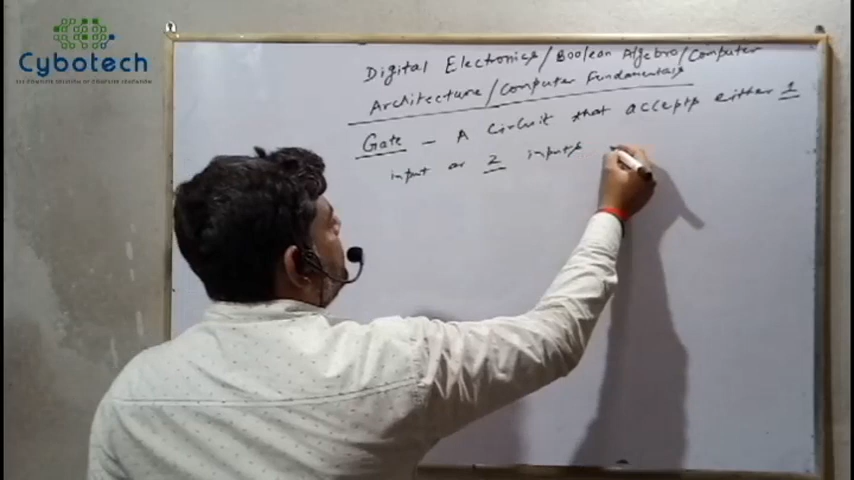 Cybotech
Digital Electronics/Boolean Algebra/Computer
Architecture/Computer Fundamentals
Gate - A circuit that accepts either 1
input or 2 inputs